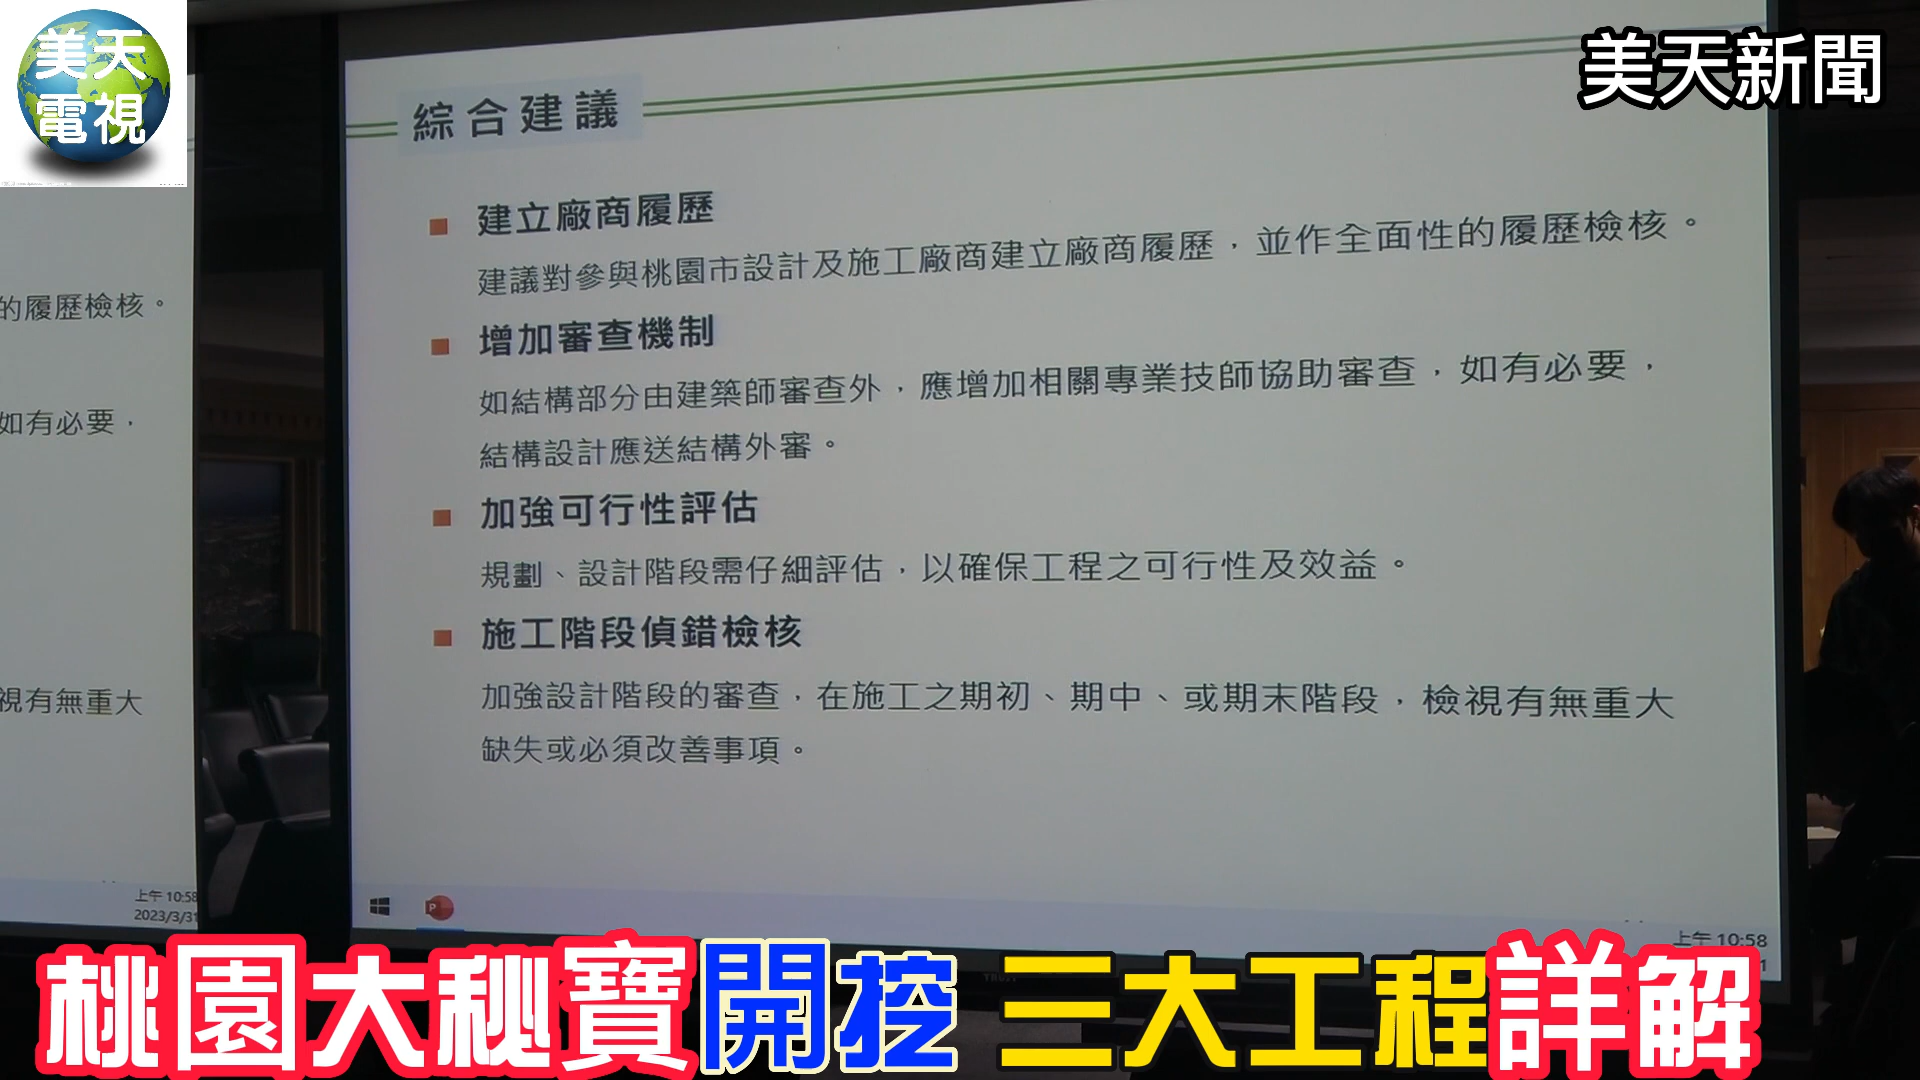 美天
電視
美天新聞
綜合建議
建立廠商履歷
建議對參與桃園市設計及施工廠商建立廠商履歷，並作全面性的履歷檢核。
增加審查機制
如結構部分由建築師審查外，應增加相關專業技師協助審查，如有必要，
結構設計應送結構外審。
加強可行性評估
規劃、設計階段需仔細評估，以確保工程之可行性及效益。
施工階段偵錯檢核
加強設計階段的審查，在施工之期初、期中、或期末階段，檢視有無重大
缺失或必須改善事項。
的履歷檢核。
如有必要，
視有無重大
上午 10:58
2023/3/31
上午 10:58
桃園大秘寶開挖 三大工程詳解